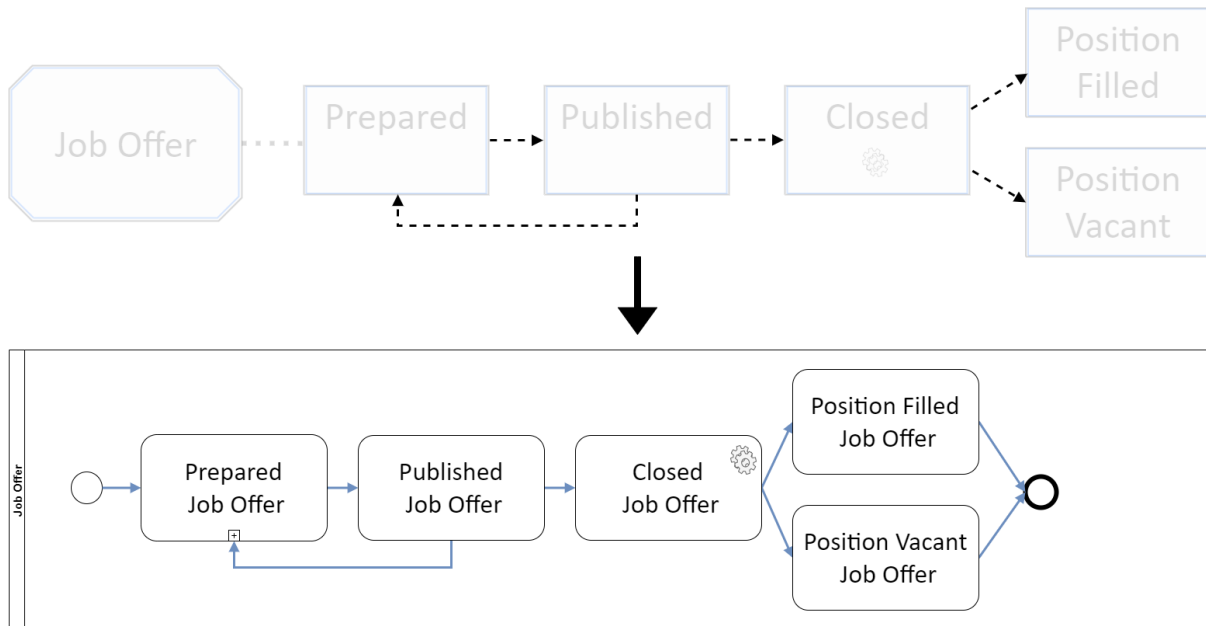 Job Offer
Prepared
Published
Closed
Position
Filled
Position
Vacant
Job Offer
Prepared
Job Offer
Published
Job Offer
Closed
Job Offer
Position Filled
Job Offer
Position Vacant
Job Offer